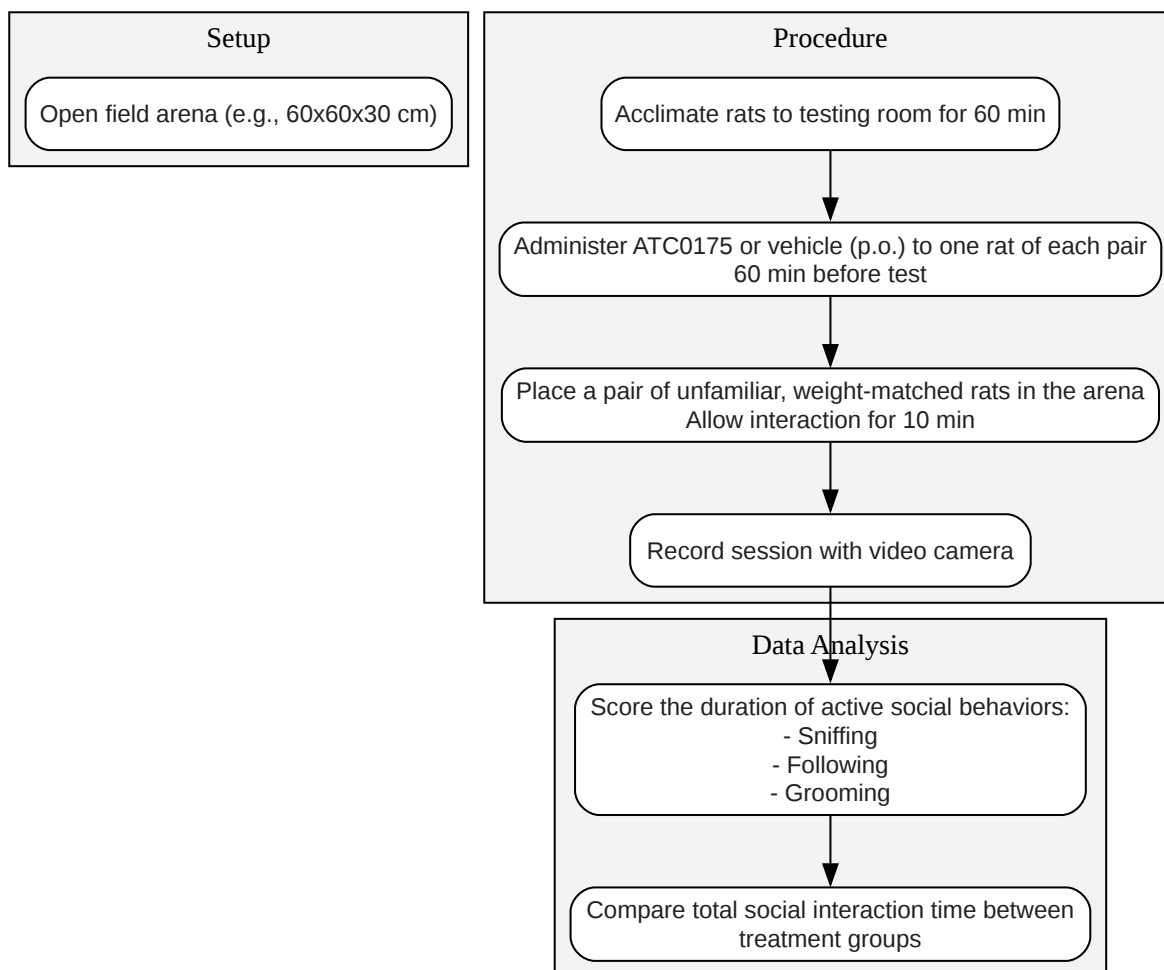 Setup
Open field arena (e.g., 60x60x30 cm)
Procedure
Acclimate rats to testing room for 60 min
Administer ATC0175 or vehicle (p.o.) to one rat of each pair
60 min before test
Place a pair of unfamiliar, weight-matched rats in the arena
Allow interaction for 10 min
Record session with video camera
Data Analysis
Score the duration of active social behaviors:
- Sniffing
- Following
- Grooming
Compare total social interaction time between
treatment groups